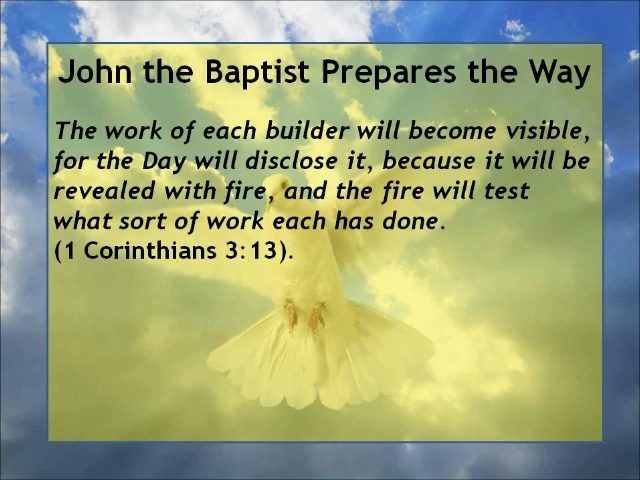 John the Baptist Prepares the Way
The work of each builder will become visible,
for the Day will disclose it, because it will be
revealed with fire, and the fire will test
what sort of work each has done.
(1 Corinthians 3:13).